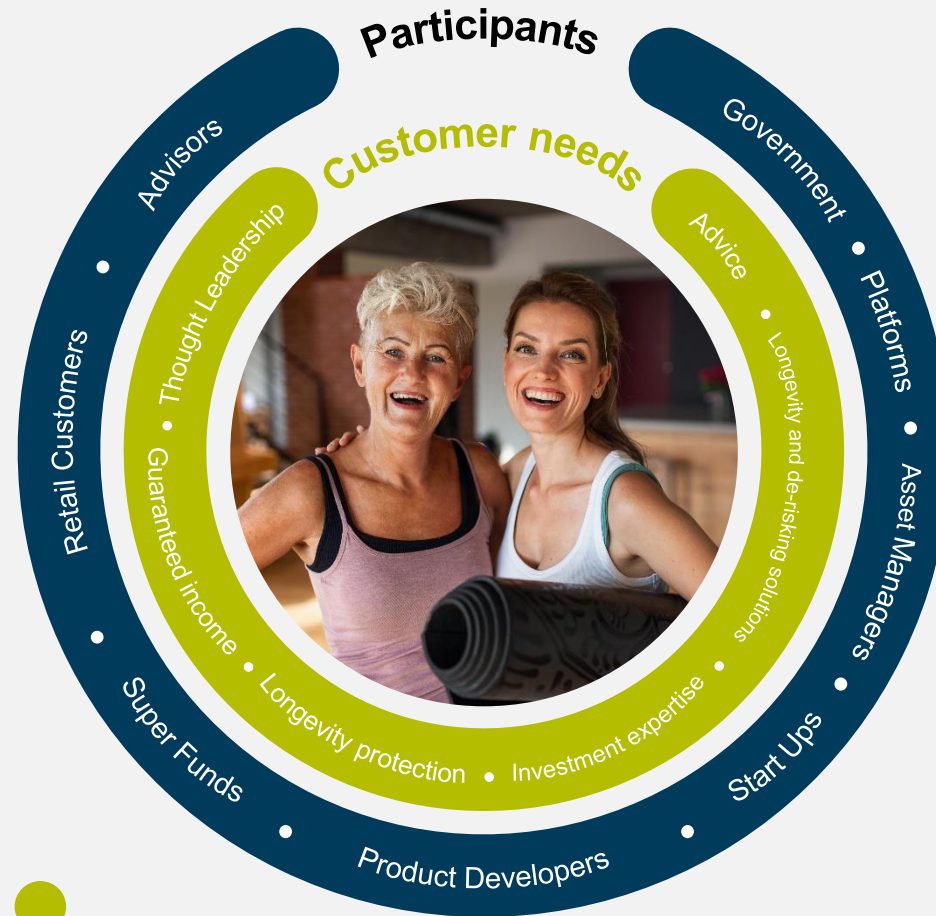 Participants
Government
Platforms
Asset Managers
Start Ups
Product Developers
Super Funds
Retail Customers
Advisors
Customer needs
Advice
Longevity and de-risking solutions
Investment expertise
Longevity protection
Guaranteed income
Thought Leadership